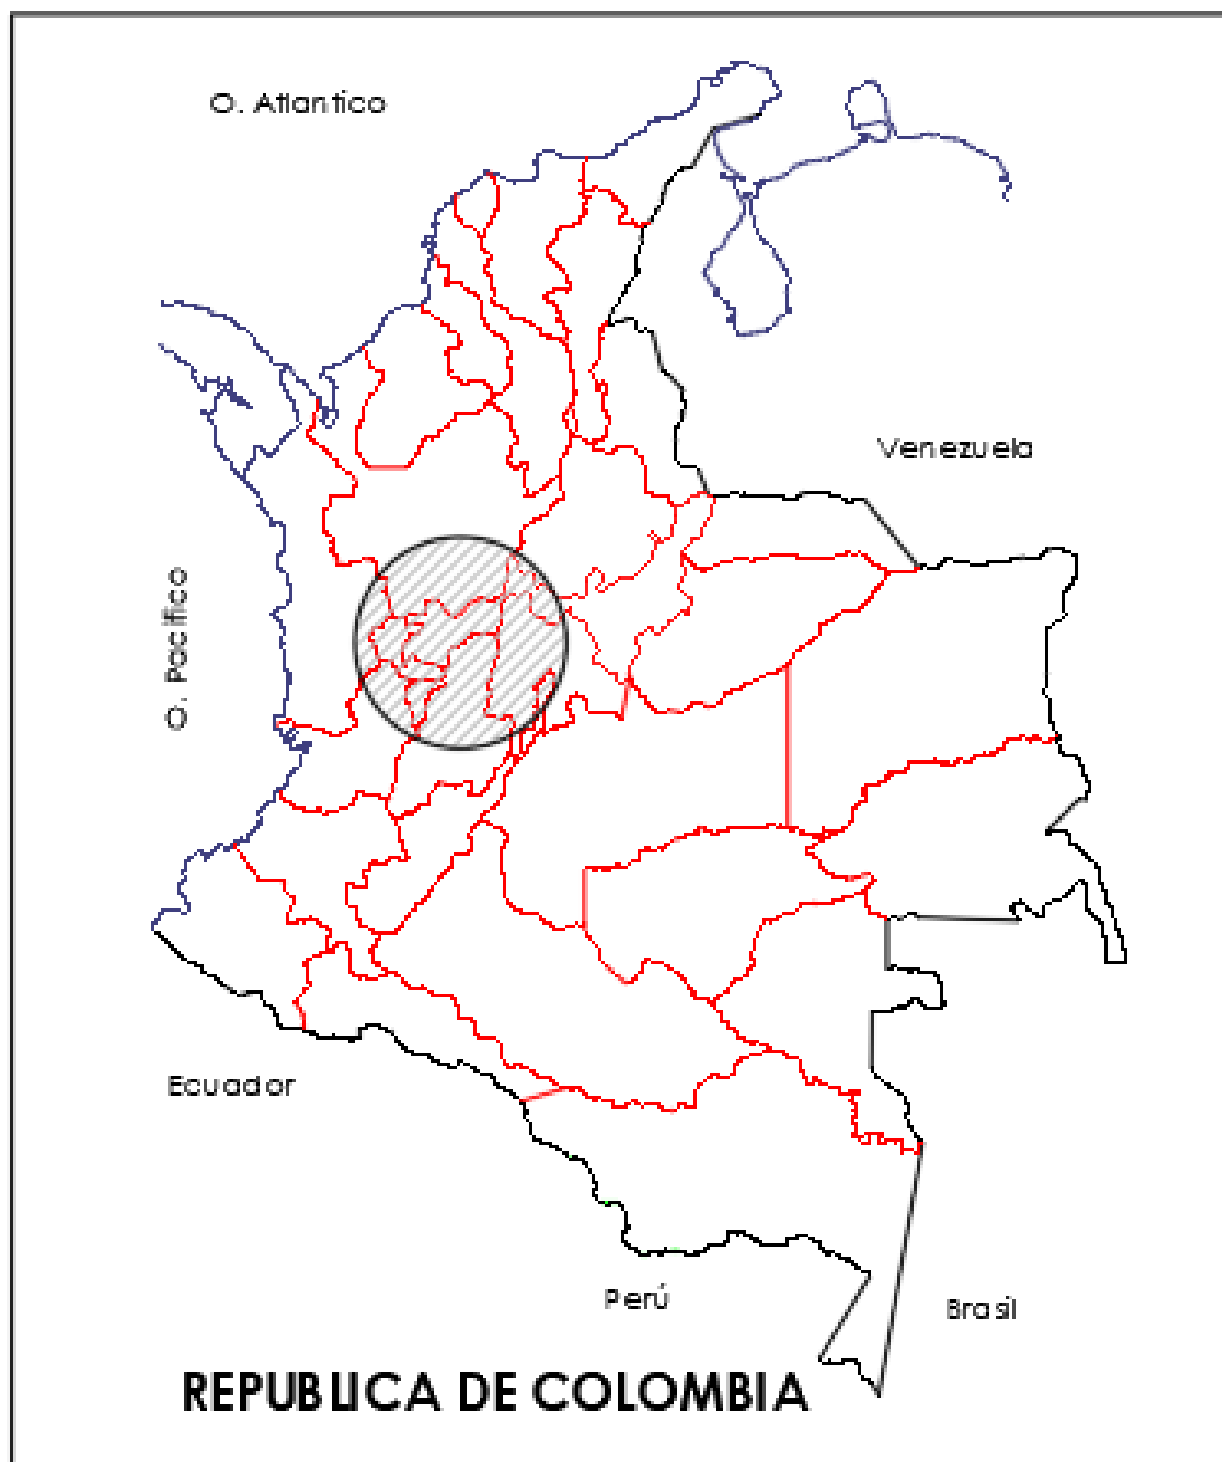 O. Atlantico
Venezuela
O. Pacifico
Ecuador
Perú
Brasil
REPUBLICA DE COLOMBIA